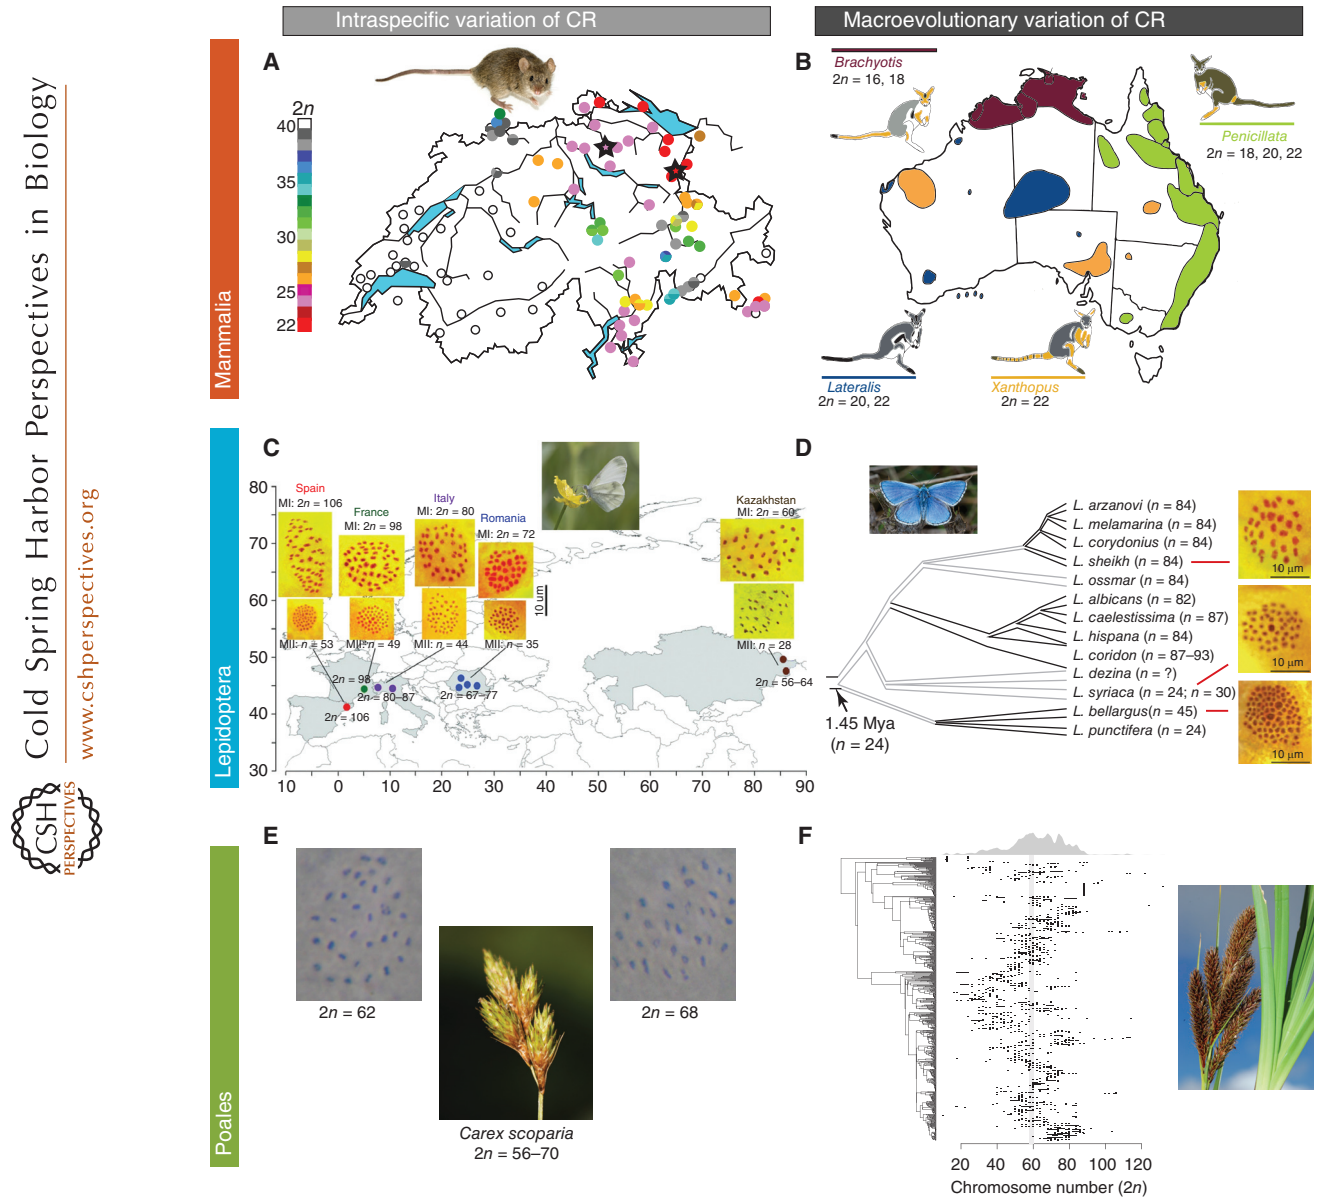 Cold Spring Harbor Perspectives in Biology
www.cshperspectives.org
CSH
PERSPECTIVES
Intraspecific variation of CR
Macroevolutionary variation of CR
Mammalia
A
2n
40
35
30
25
22
B
Brachyotis
2n = 16, 18
Penicillata
2n = 18, 20, 22
Lateralis
2n = 20, 22
Xanthopus
2n = 22
Lepidoptera
C
80
70
60
50
40
30
10 0 10 20 30 40 50 60 70 80 90
Spain
MI: 2n = 106
France
MI: 2n = 98
Italy
MI: 2n = 80
Romania
MI: 2n = 72
Kazakhstan
MI: 2n = 60
10 um
MII: n = 53
MII: n = 49
MII: n = 44
MII: n = 35
MII: n = 28
2n = 98
2n = 80–87
2n = 67–77
2n = 56–64
2n = 106
D
L. arzanovi (n = 84)
L. melamarina (n = 84)
L. corydonius (n = 84)
L. sheikh (n = 84)
L. ossmar (n = 84)
L. albicans (n = 82)
L. caelestissima (n = 87)
L. hispana (n = 84)
L. coridon (n = 87–93)
L. dezina (n = ?)
L. syriaca (n = 24; n = 30)
L. bellargus(n = 45)
L. punctifera (n = 24)
1.45 Mya
(n = 24)
10 µm
10 µm
10 µm
Poales
E
2n = 62
2n = 68
Carex scoparia
2n = 56–70
F
20 40 60 80 100 120
Chromosome number (2n)